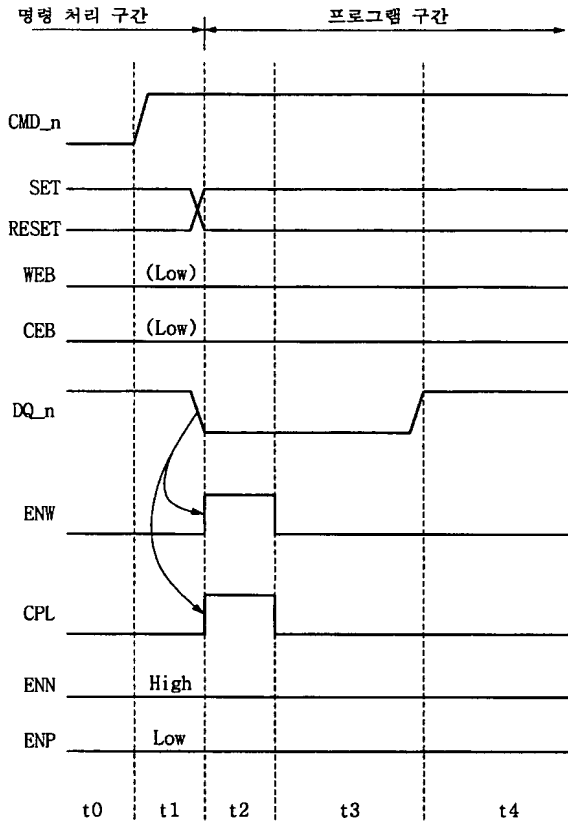 명령 처리 구간 프로그램 구간
CMD_n
SET
RESET
WEB (Low)
CEB (Low)
DQ_n
ENW
CPL
ENN High
ENP Low
t0 t1 t2 t3 t4